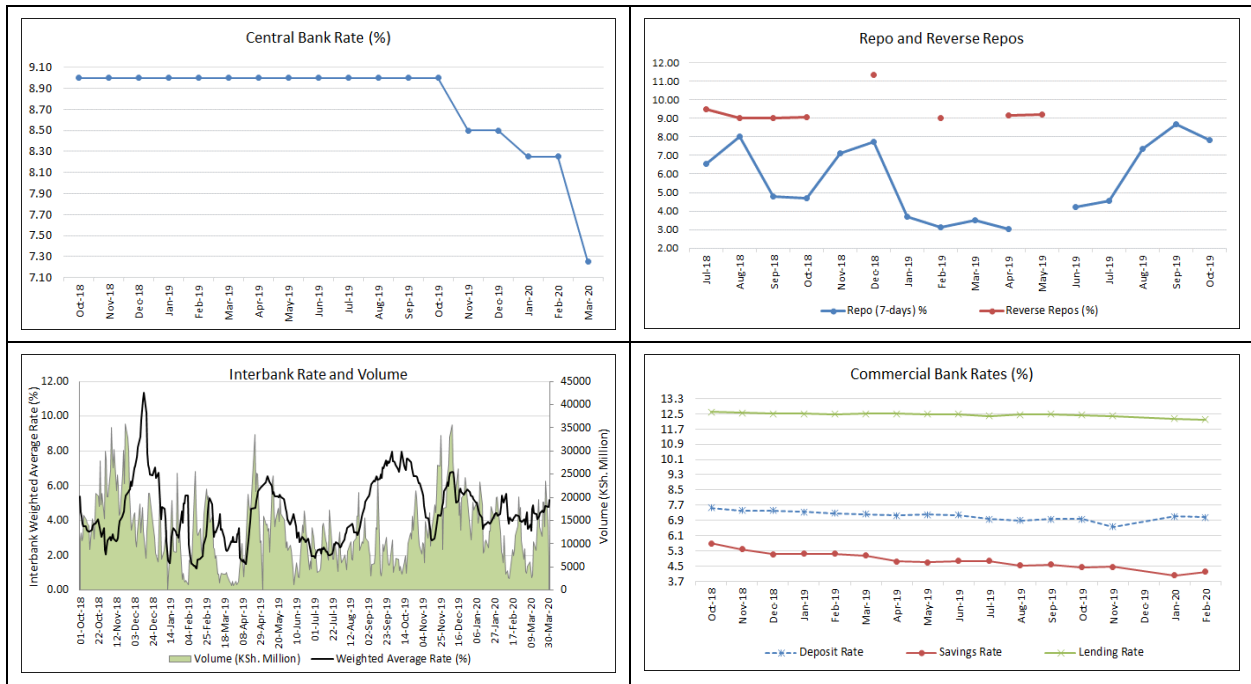 Central Bank Rate (%)
9.10
8.90
8.70
8.50
8.30
8.10
7.90
7.70
7.50
7.30
7.10
Oct-18
Nov-18
Dec-18
Jan-19
Feb-19
Mar-19
Apr-19
May-19
Jun-19
Jul-19
Aug-19
Sep-19
Oct-19
Nov-19
Dec-19
Jan-20
Feb-20
Mar-20
Repo and Reverse Repos
12.00
11.00
10.00
9.00
8.00
7.00
6.00
5.00
4.00
3.00
2.00
Jul-18
Aug-18
Sep-18
Oct-18
Nov-18
Dec-18
Jan-19
Feb-19
Mar-19
Apr-19
May-19
Jun-19
Jul-19
Aug-19
Sep-19
Oct-19
Repo (7-days) %
Reverse Repos (%)
Interbank Rate and Volume
Interbank Weighted Average Rate (%)
12.00
10.00
8.00
6.00
4.00
2.00
0.00
45000
40000
35000
30000
25000
20000
15000
10000
5000
0
Volume (KSh. Million)
01-Oct-18
22-Oct-18
12-Nov-18
03-Dec-18
24-Dec-18
14-Jan-19
04-Feb-19
25-Feb-19
18-Mar-19
08-Apr-19
29-Apr-19
20-May-19
10-Jun-19
01-Jul-19
22-Jul-19
12-Aug-19
02-Sep-19
23-Sep-19
14-Oct-19
04-Nov-19
25-Nov-19
16-Dec-19
06-Jan-20
27-Jan-20
17-Feb-20
09-Mar-20
30-Mar-20
Volume (KSh. Million)
Weighted Average Rate (%)
Commercial Bank Rates (%)
13.3
12.5
11.7
10.9
10.1
9.3
8.5
7.7
6.9
6.1
5.3
4.5
3.7
Oct-18
Nov-18
Dec-18
Jan-19
Feb-19
Mar-19
Apr-19
May-19
Jun-19
Jul-19
Aug-19
Sep-19
Oct-19
Nov-19
Dec-19
Jan-20
Feb-20
Deposit Rate
Savings Rate
Lending Rate